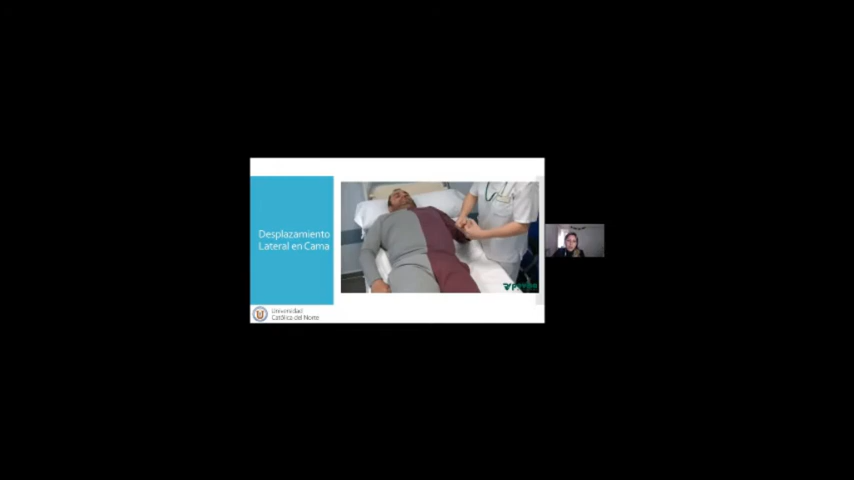 Desplazamiento
Lateral en Cama
Universidad
Católica del Norte